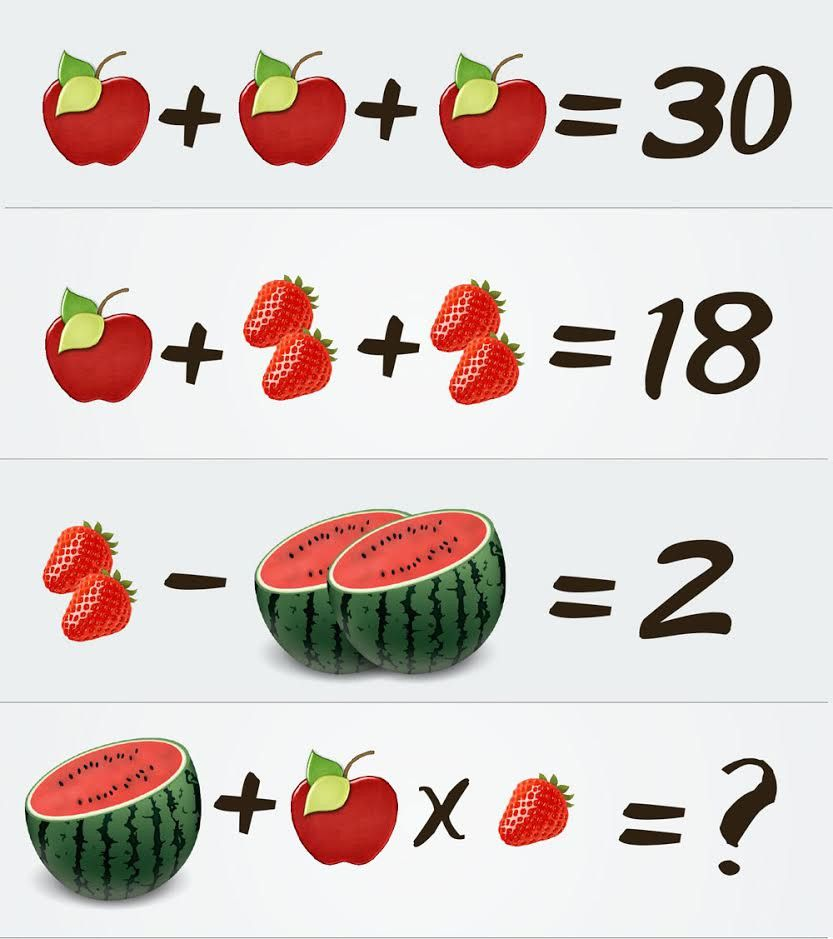 + + = 30
+ + = 18
- = 2
+ x = ?